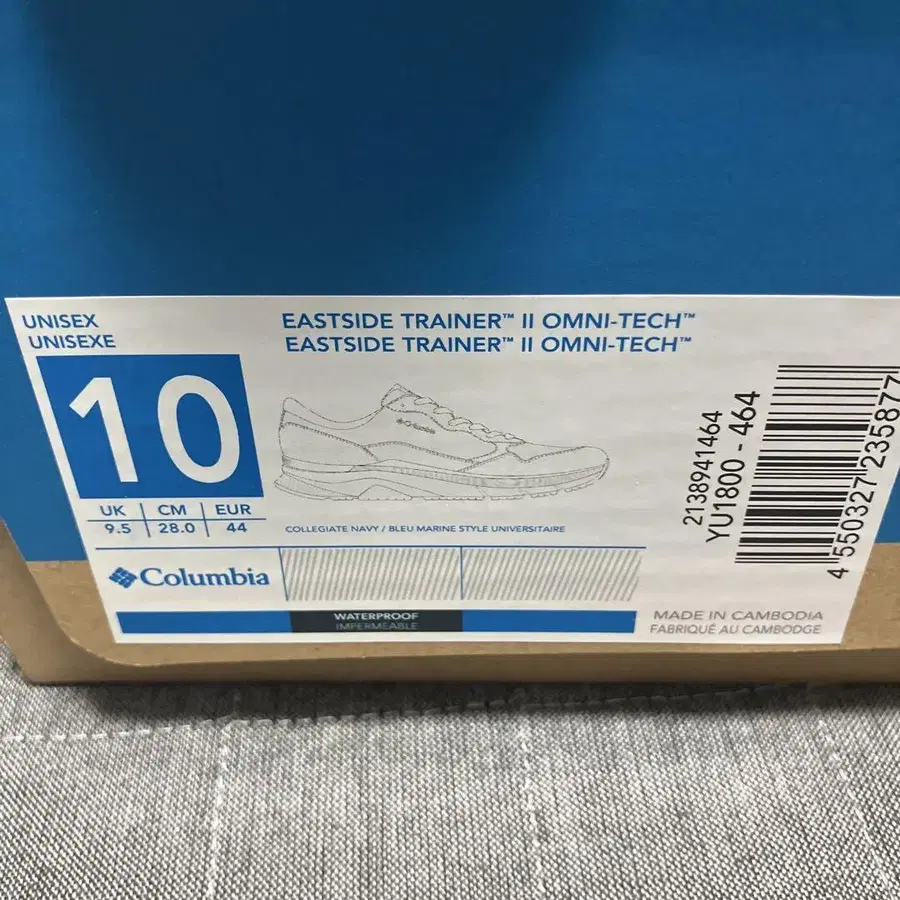 UNISEX
UNISEXE
10
UK CM EUR
9.5 28.0 44
EASTSIDE TRAINER™ II OMNI-TECH™
EASTSIDE TRAINER™ II OMNI-TECH™
Columbia
COLLEGIATE NAVY / BLEU MARINE STYLE UNIVERSITAIRE
Columbia
WATERPROOF
IMPERMEABLE
2138941464
YU1800 - 464
4 550327 235877
MADE IN CAMBODIA
FABRIQUÉ AU CAMBODGE